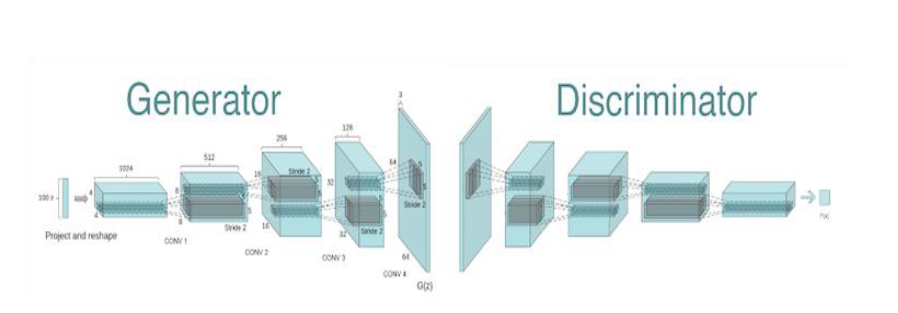 Generator
Discriminator
3
128
256
512
1024
64
5
5
Stride 2
32
16
Stride 2
5
5
8
4
100 z
4
5
5
Stride 2
Stride 2
8
16
32
64
Project and reshape
CONV 1
CONV 2
CONV 3
CONV 4
G(z)